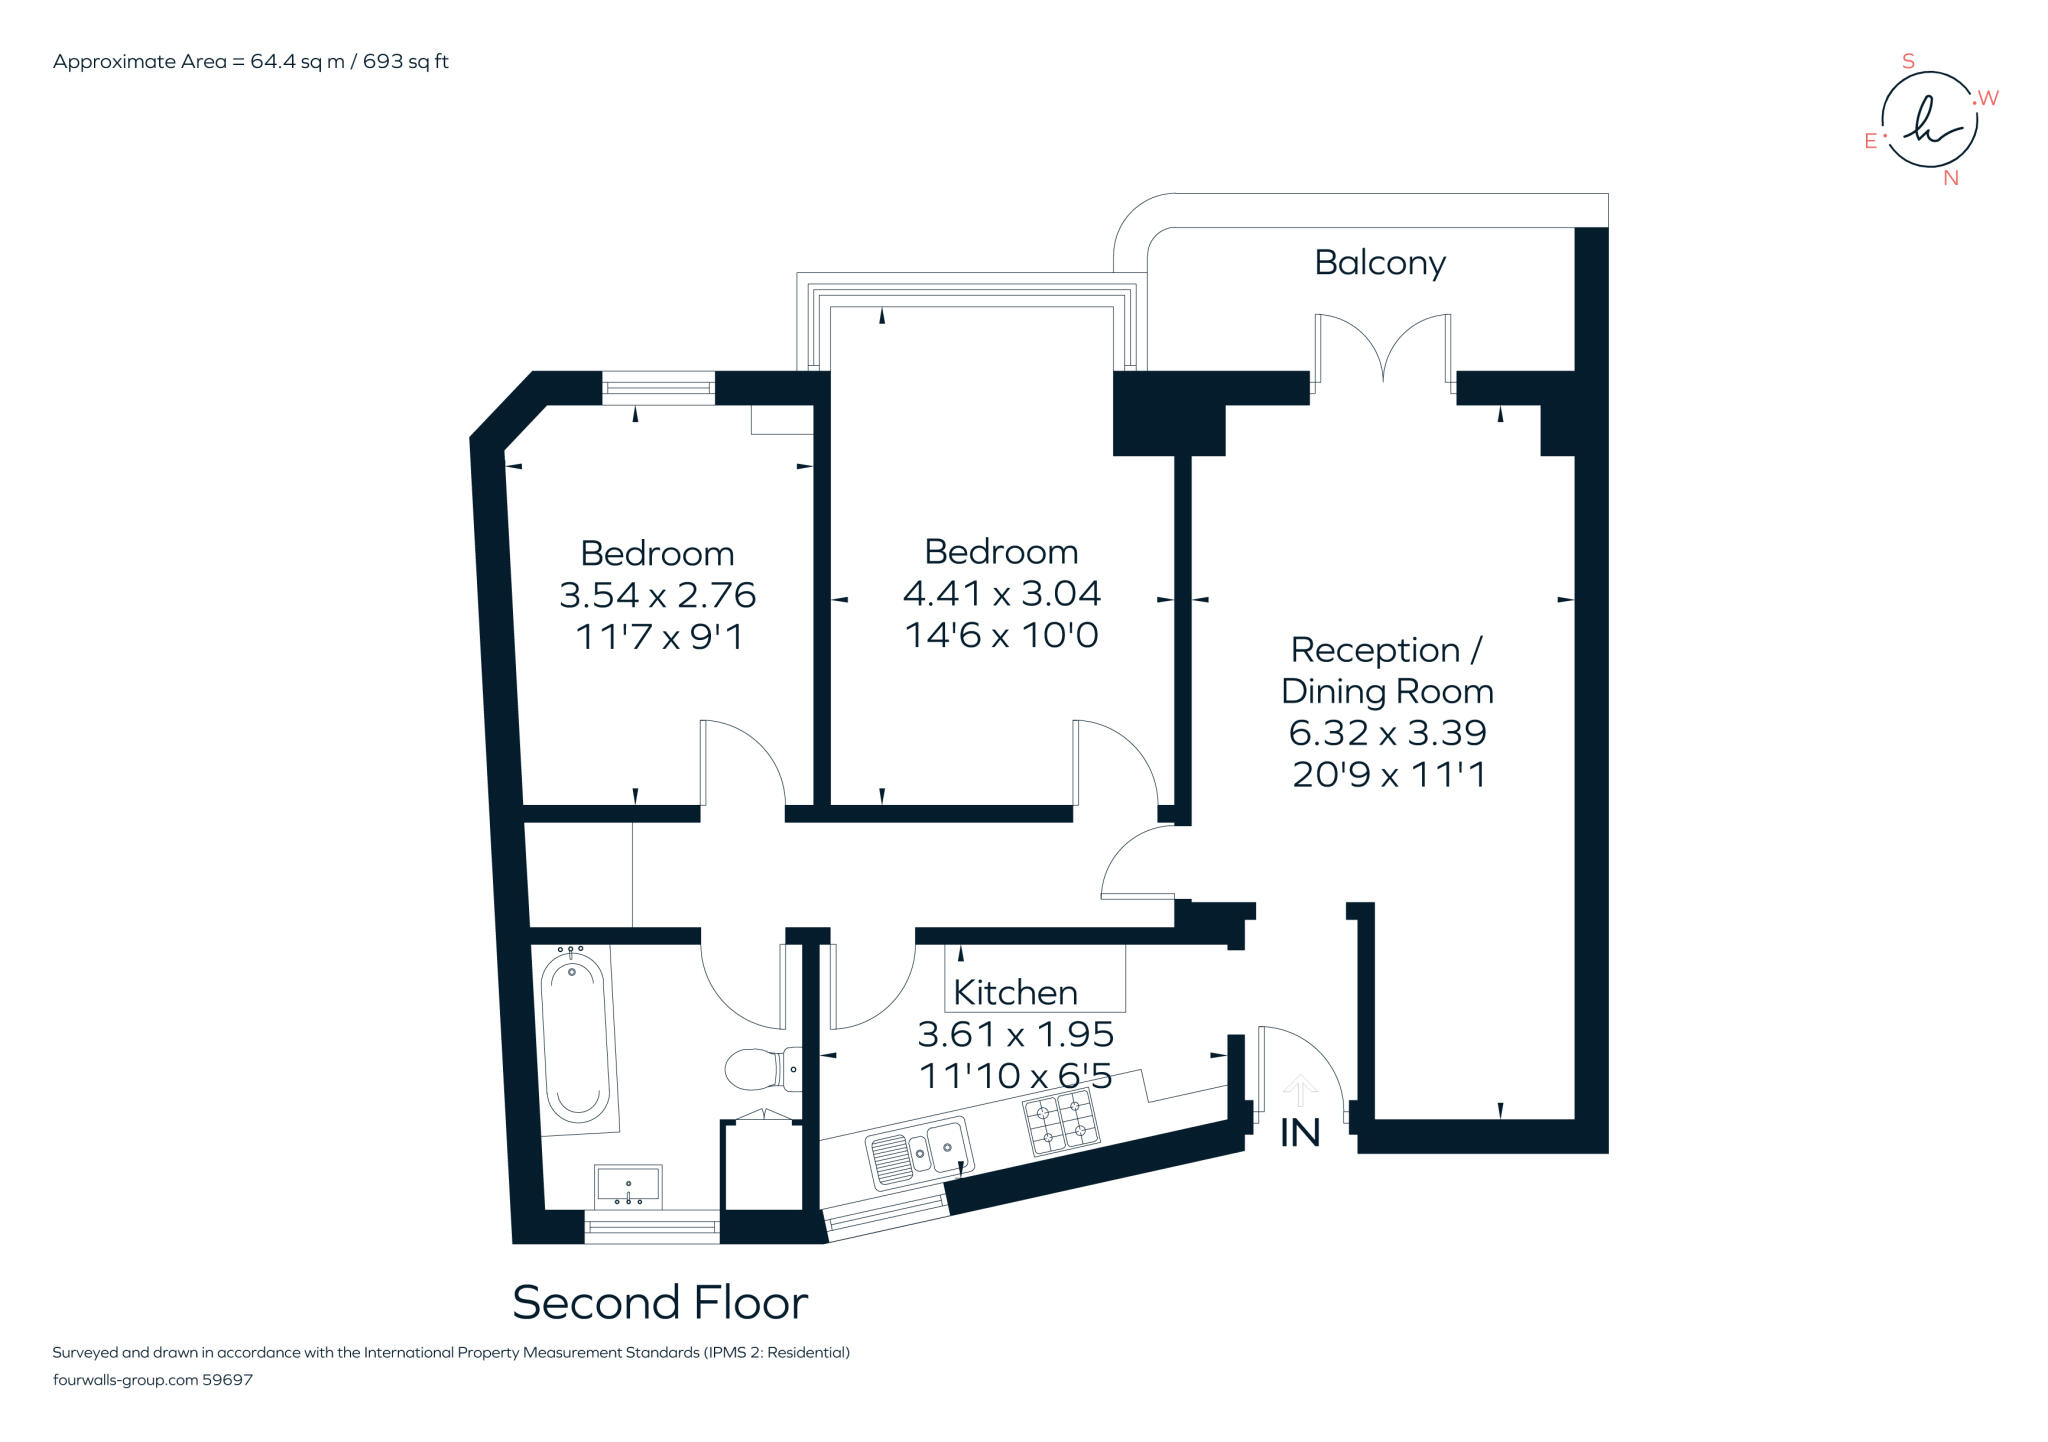 Approximate Area = 64.4 sq m / 693 sq ft
S
W
E
N
Balcony
Bedroom
3.54 x 2.76
11'7 x 9'1
Bedroom
4.41 x 3.04
14'6 x 10'0
Reception /
Dining Room
6.32 x 3.39
20'9 x 11'1
Kitchen
3.61 x 1.95
11'10 x 6'5
IN
Second Floor
Surveyed and drawn in accordance with the International Property Measurement Standards (IPMS 2: Residential)
fourwalls-group.com 59697